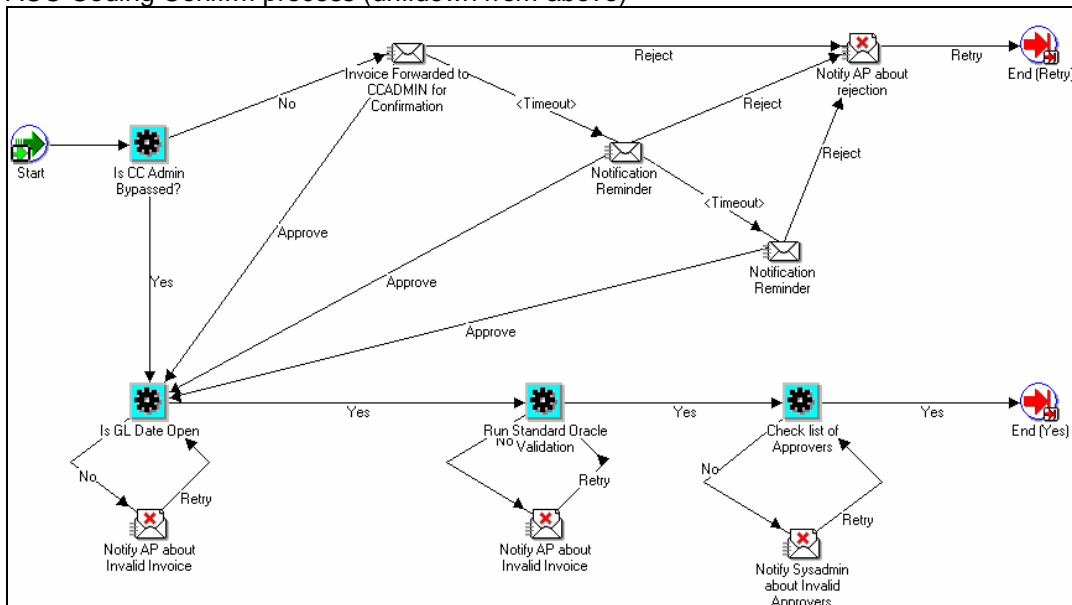 Reject
Retry
Invoice Forwarded to
CCADMIN for
Confirmation
Notify AP about
rejection
End (Retry)
No
<Timeout>
Reject
Start
Is CC Admin
Bypassed?
Notification
Reminder
Reject
<Timeout>
Approve
Notification
Reminder
Yes
Approve
Approve
Is GL Date Open
Yes
Run Standard Oracle
Validation
Yes
Check list of
Approvers
Yes
End (Yes)
No
Retry
No
Retry
No
Retry
Notify AP about
Invalid Invoice
Notify AP about
Invalid Invoice
Notify Sysadmin
about Invalid
Approvers